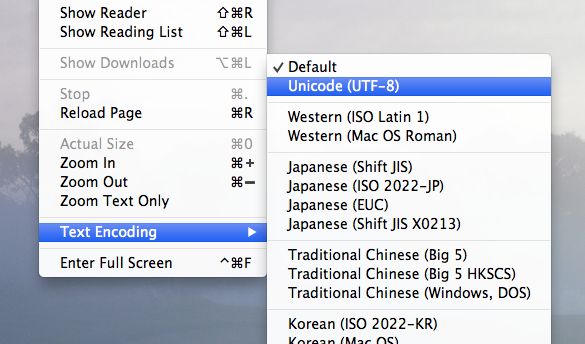 Show Reader ⇧⌘R
Show Reading List ⇧⌘L
Show Downloads ⌥⌘L
Stop ⌘.
Reload Page ⌘R
Actual Size ⌘0
Zoom In ⌘+
Zoom Out ⌘−
Zoom Text Only
Text Encoding ▶
Enter Full Screen ^⌘F
✓ Default
Unicode (UTF-8)
Western (ISO Latin 1)
Western (Mac OS Roman)
Japanese (Shift JIS)
Japanese (ISO 2022-JP)
Japanese (EUC)
Japanese (Shift JIS X0213)
Traditional Chinese (Big 5)
Traditional Chinese (Big 5 HKSCS)
Traditional Chinese (Windows, DOS)
Korean (ISO 2022-KR)
Korean (Mac OS)